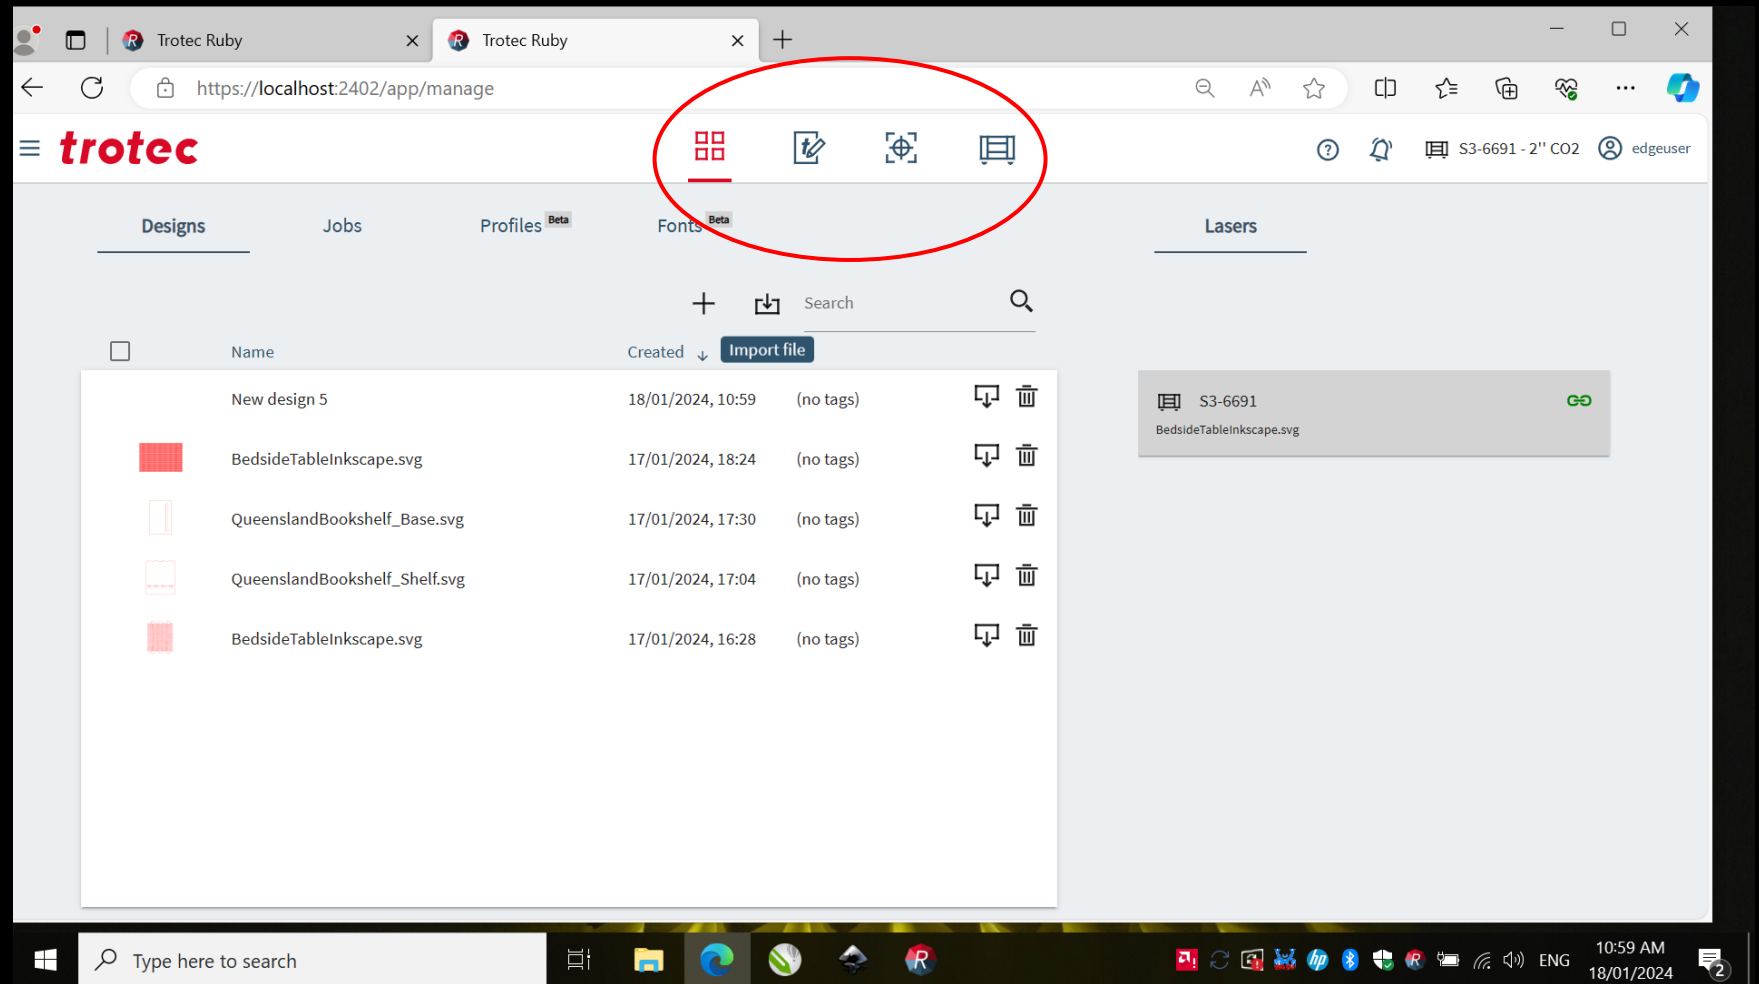 Trotec Ruby
Trotec Ruby
https://localhost:2402/app/manage
trotec
S3-6691 - 2'' CO2
edgeuser
Designs
Jobs
Profiles Beta
Fonts Beta
Lasers
Search
Name
Created
Import file
New design 5 18/01/2024, 10:59 (no tags)
BedsideTableInkscape.svg 17/01/2024, 18:24 (no tags)
QueenslandBookshelf_Base.svg 17/01/2024, 17:30 (no tags)
QueenslandBookshelf_Shelf.svg 17/01/2024, 17:04 (no tags)
BedsideTableInkscape.svg 17/01/2024, 16:28 (no tags)
S3-6691
BedsideTableInkscape.svg
Type here to search
ENG
10:59 AM
18/01/2024
2